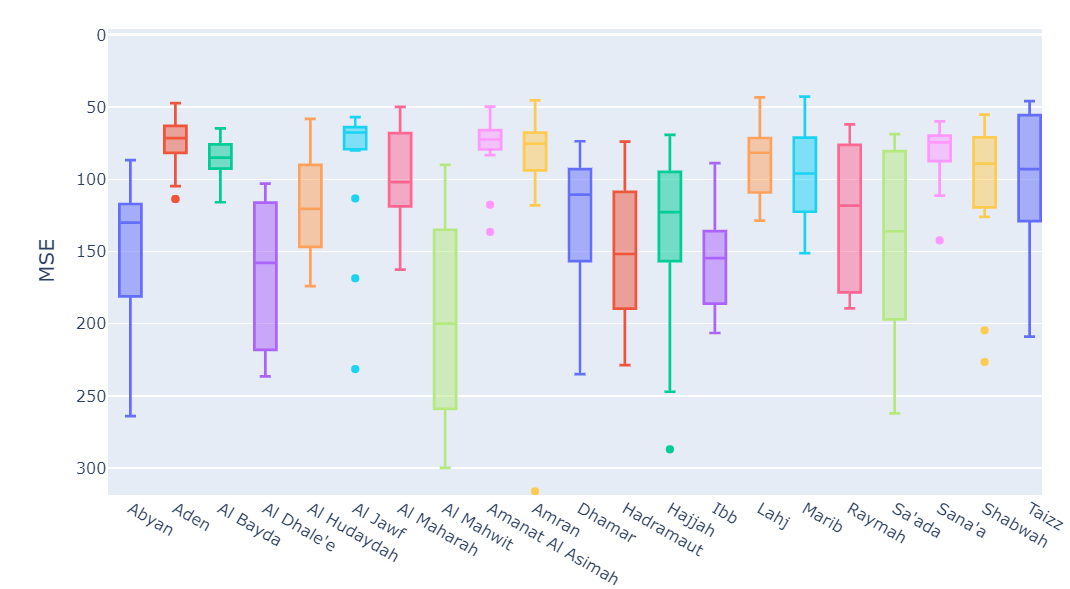 0
50
100
150
200
250
300
MSE
Abyan
Aden
Al Bayda
Al Dhale'e
Al Hudaydah
Al Jawf
Al Maharah
Al Mahwit
Amanat Al Asimah
Amran
Dhamar
Hadramaut
Hajjah
Ibb
Lahj
Marib
Raymah
Sa'ada
Sana'a
Shabwah
Taizz